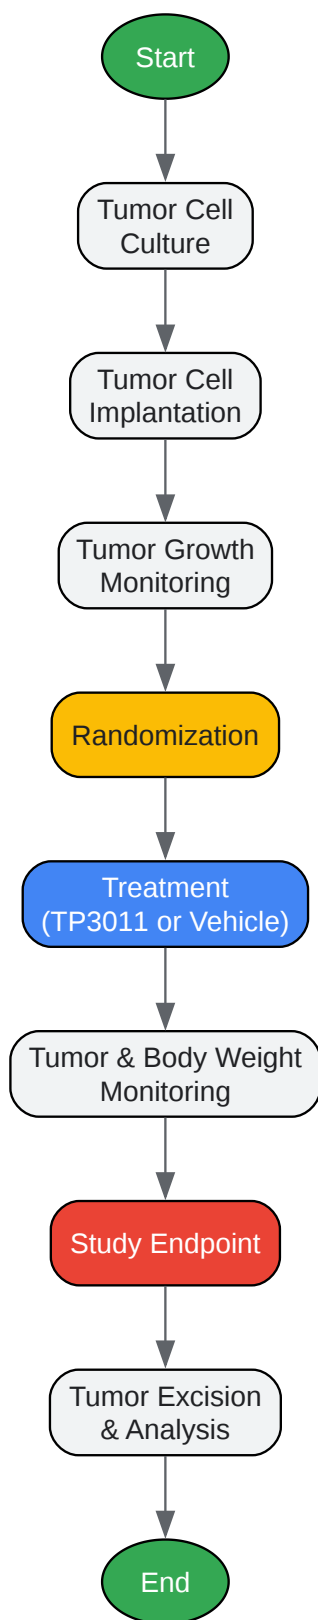 Start
Tumor Cell
Culture
Tumor Cell
Implantation
Tumor Growth
Monitoring
Randomization
Treatment
(TP3011 or Vehicle)
Tumor & Body Weight
Monitoring
Study Endpoint
Tumor Excision
& Analysis
End